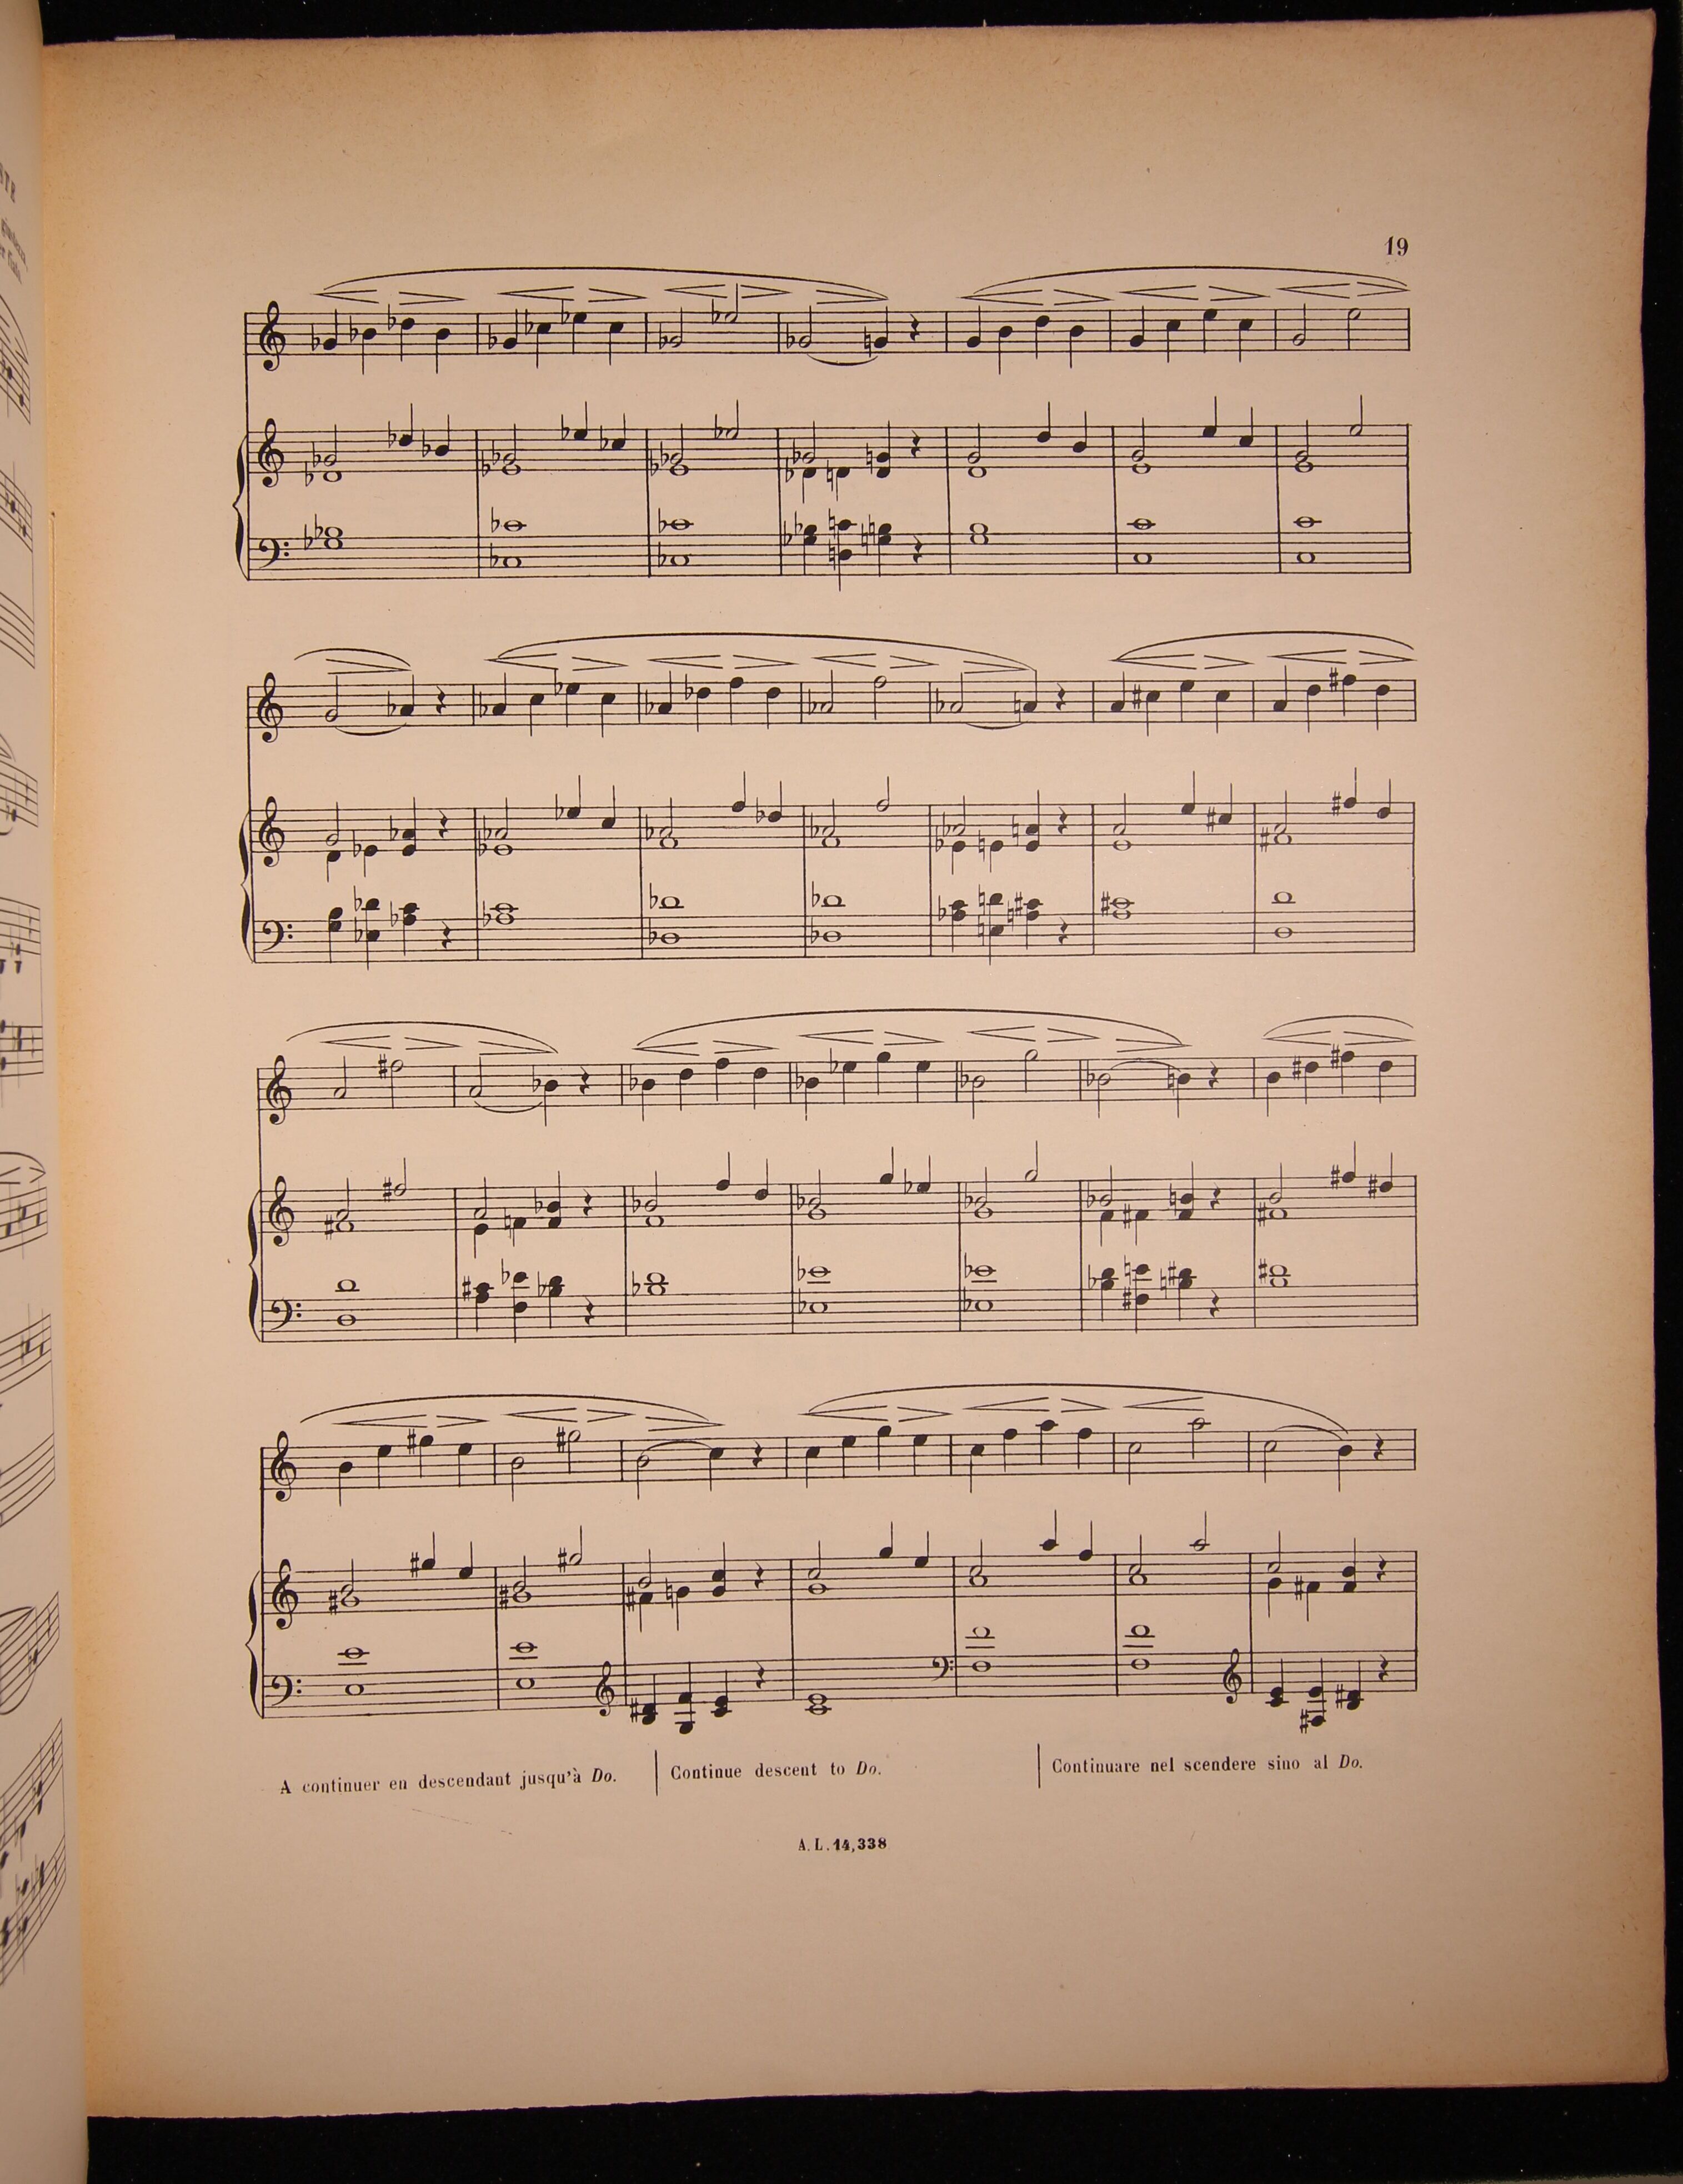 19
A continuer en descendant jusqu'à Do.
Continue descent to Do.
Continuare nel scendere sino al Do.
A. L. 14,338